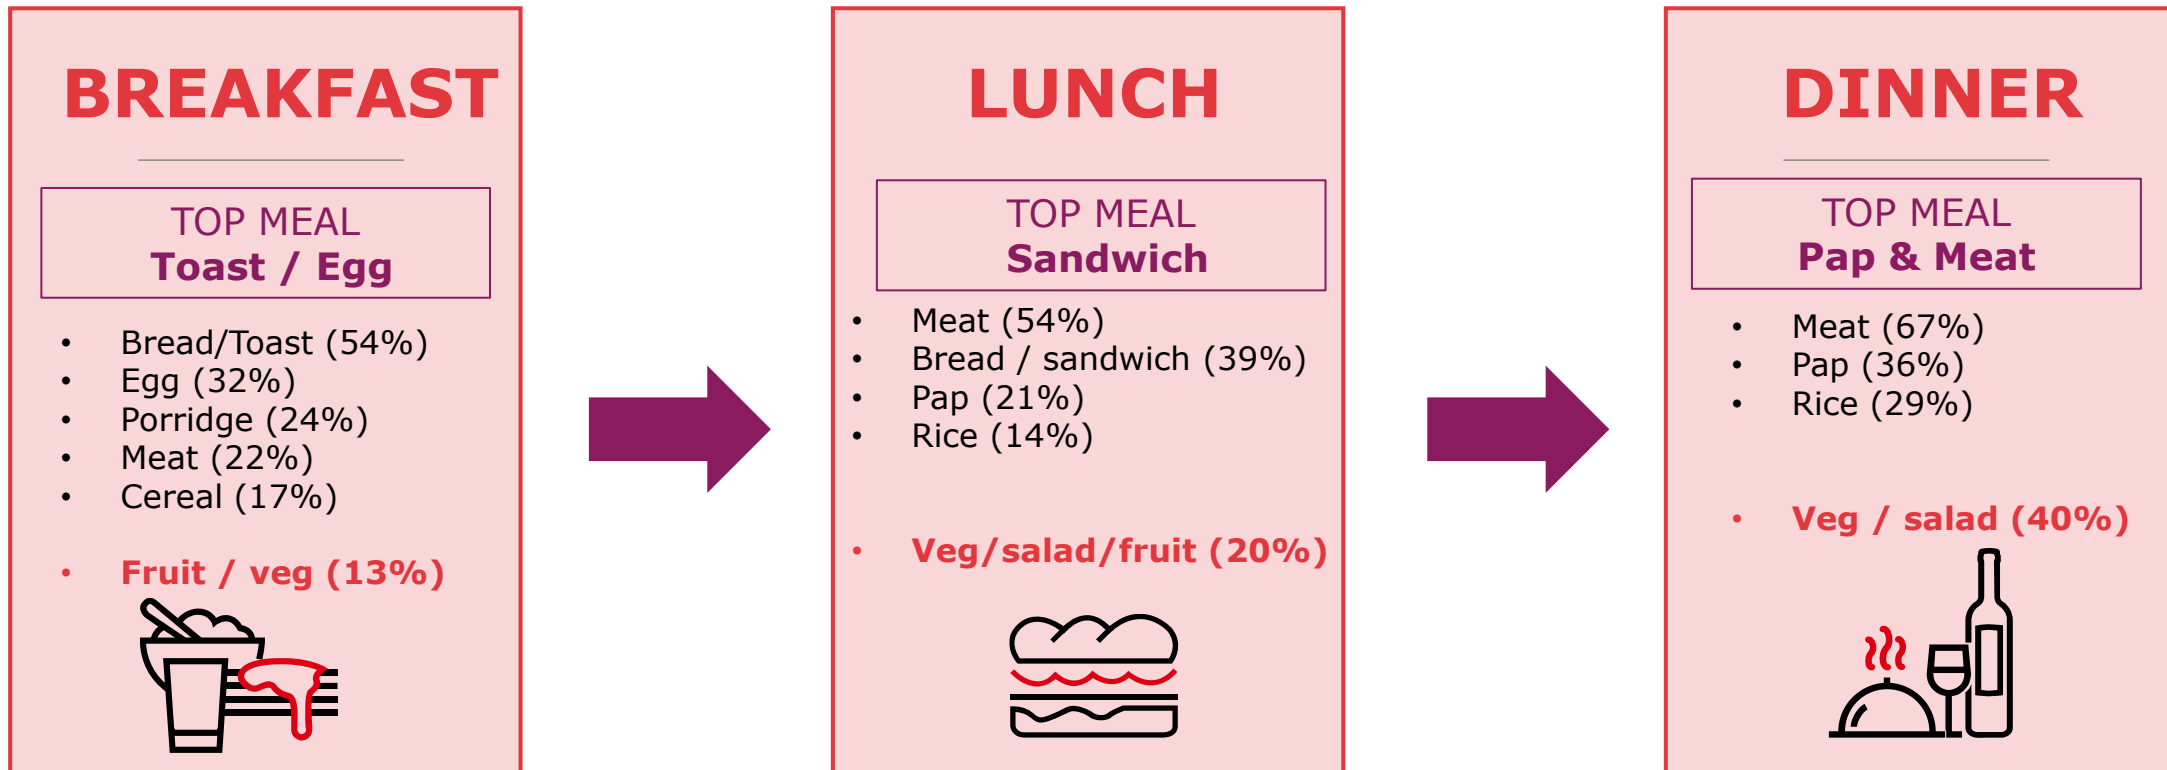 BREAKFAST
TOP MEAL
Toast / Egg
• Bread/Toast (54%)
• Egg (32%)
• Porridge (24%)
• Meat (22%)
• Cereal (17%)
• Fruit / veg (13%)
LUNCH
TOP MEAL
Sandwich
• Meat (54%)
• Bread / sandwich (39%)
• Pap (21%)
• Rice (14%)
• Veg/salad/fruit (20%)
DINNER
TOP MEAL
Pap & Meat
• Meat (67%)
• Pap (36%)
• Rice (29%)
• Veg / salad (40%)